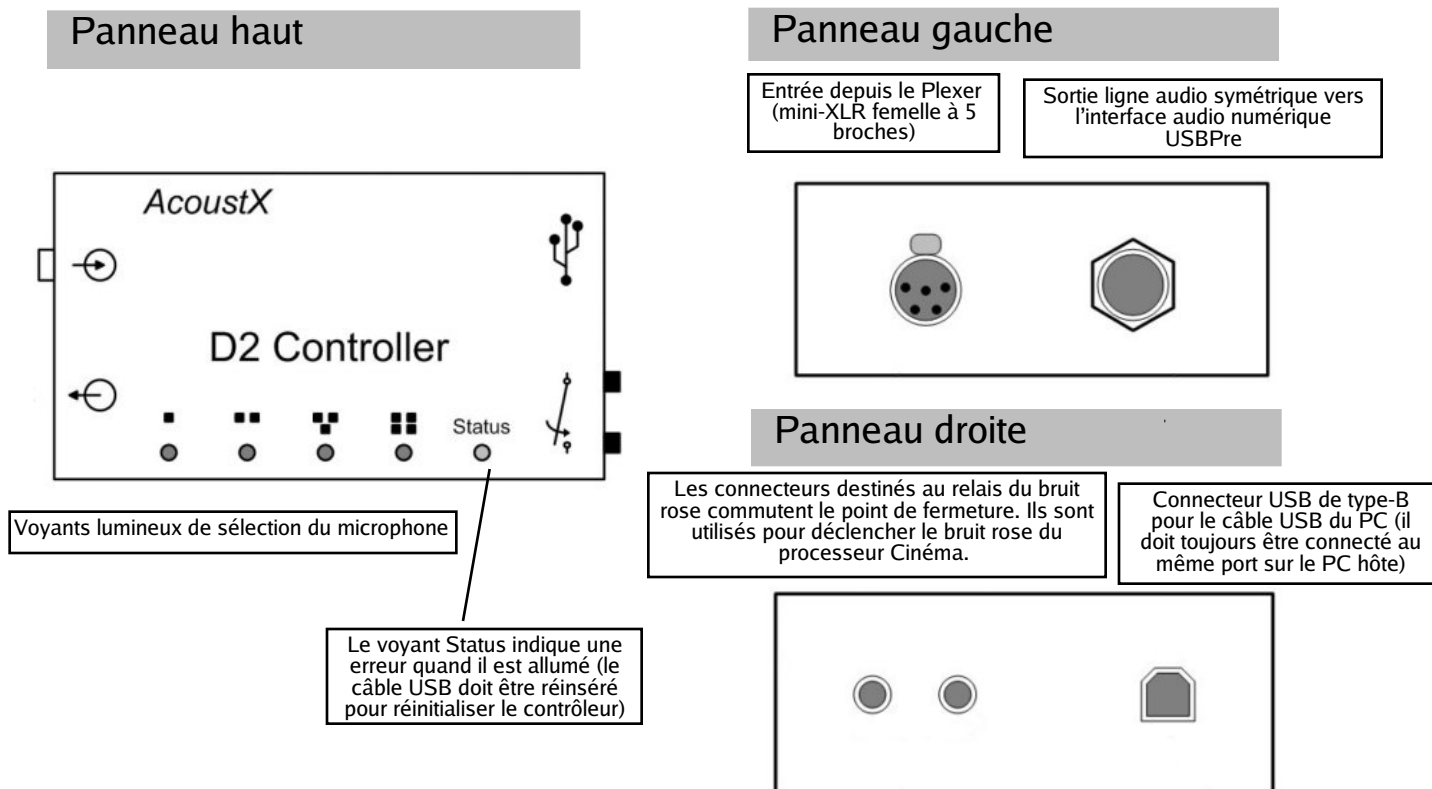 Panneau haut
AcoustX
D2 Controller
Status
Voyants lumineux de sélection du microphone
Le voyant Status indique une
erreur quand il est allumé (le
câble USB doit être réinséré
pour réinitialiser le contrôleur)
Panneau gauche
Entrée depuis le Plexer
(mini-XLR femelle à 5
broches)
Sortie ligne audio symétrique vers
l'interface audio numérique
USBPre
Panneau droite
Les connecteurs destinés au relais du bruit
rose commutent le point de fermeture. Ils sont
utilisés pour déclencher le bruit rose du
processeur Cinéma.
Connecteur USB de type-B
pour le câble USB du PC (il
doit toujours être connecté au
même port sur le PC hôte)